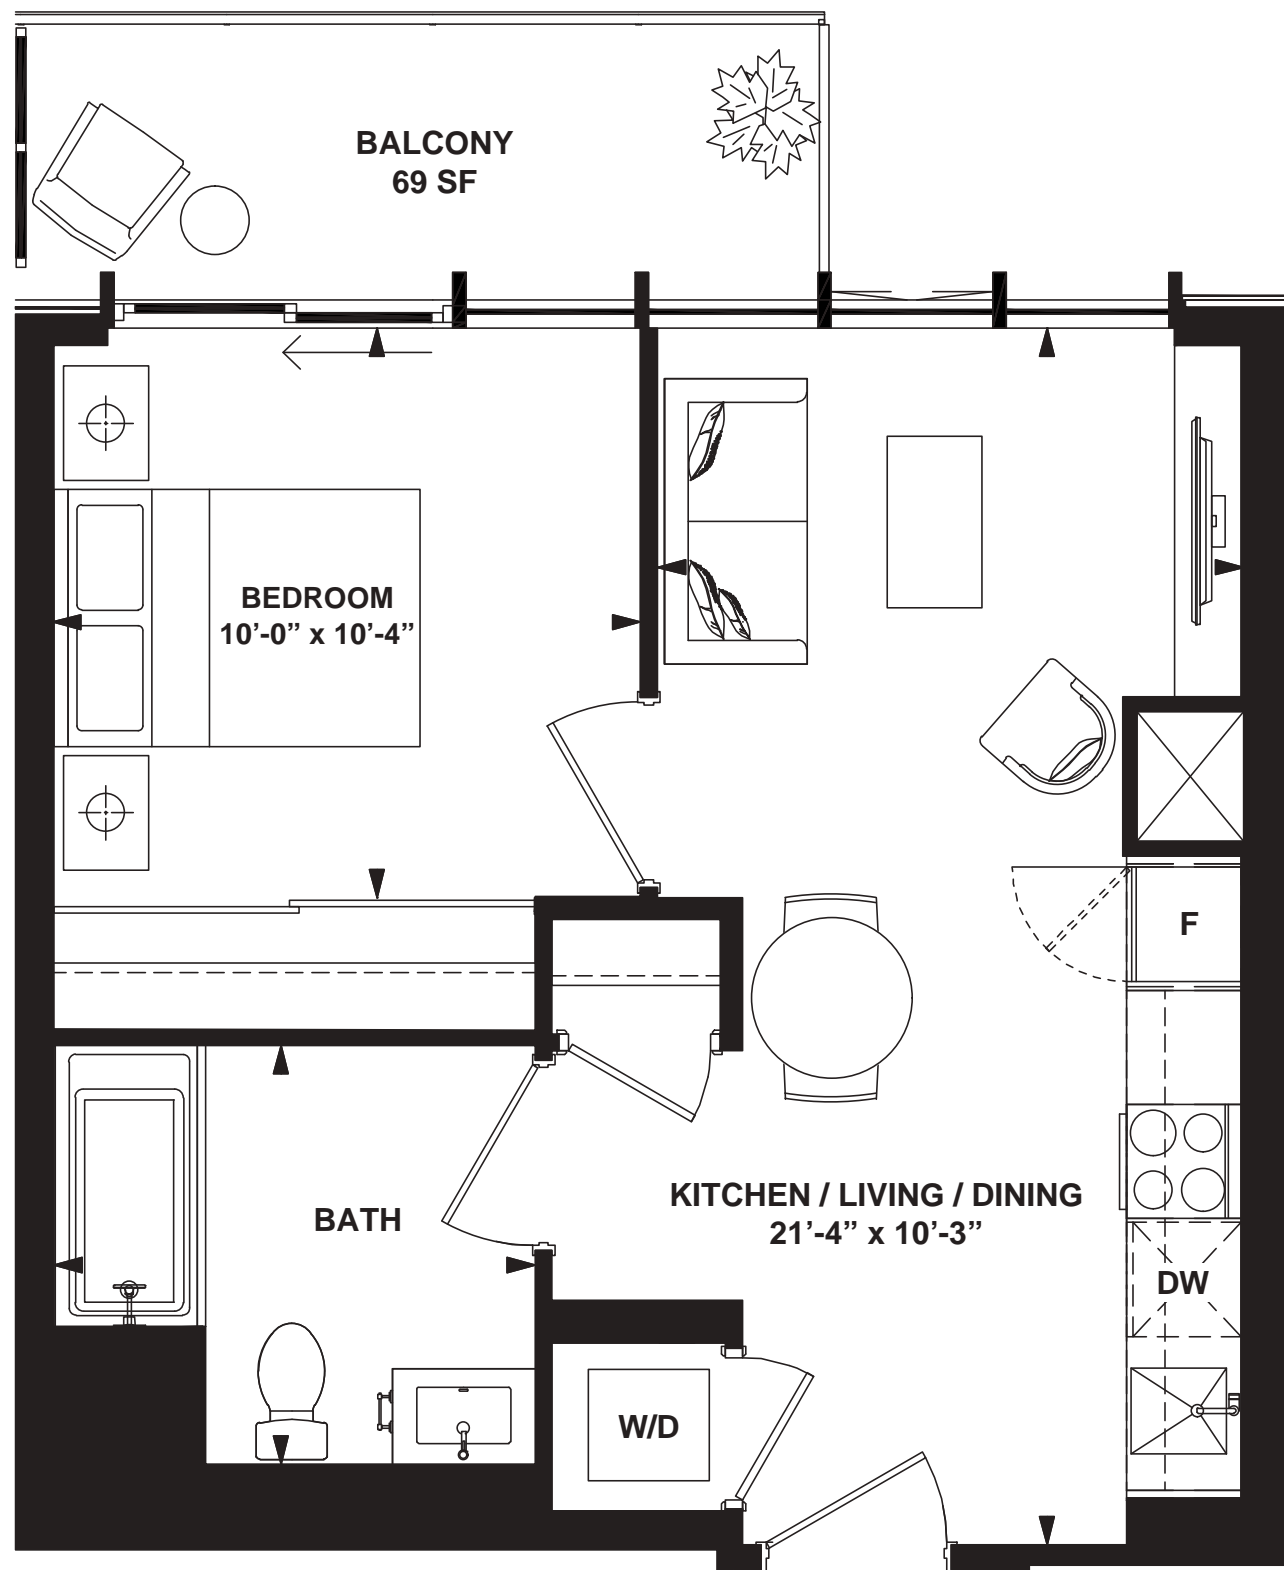 BALCONY
69 SF
BEDROOM
10’-0” x 10’-4”
F
KITCHEN / LIVING / DINING
21’-4” x 10’-3”
BATH
DW
W/D